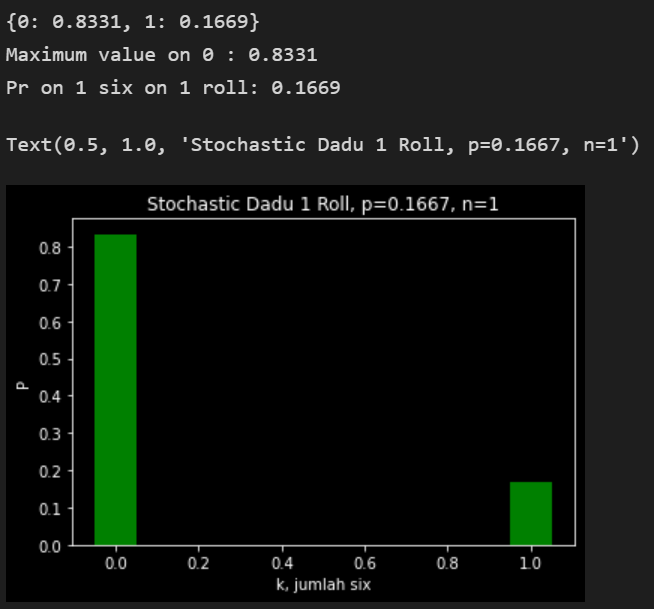 {0: 0.8331, 1: 0.1669}
Maximum value on 0 : 0.8331
Pr on 1 six on 1 roll: 0.1669
Text(0.5, 1.0, 'Stochastic Dadu 1 Roll, p=0.1667, n=1')
Stochastic Dadu 1 Roll, p=0.1667, n=1
0.8
0.7
0.6
0.5
0.4
0.3
0.2
0.1
0.0
P
0.0 0.2 0.4 0.6 0.8 1.0
k, jumlah six